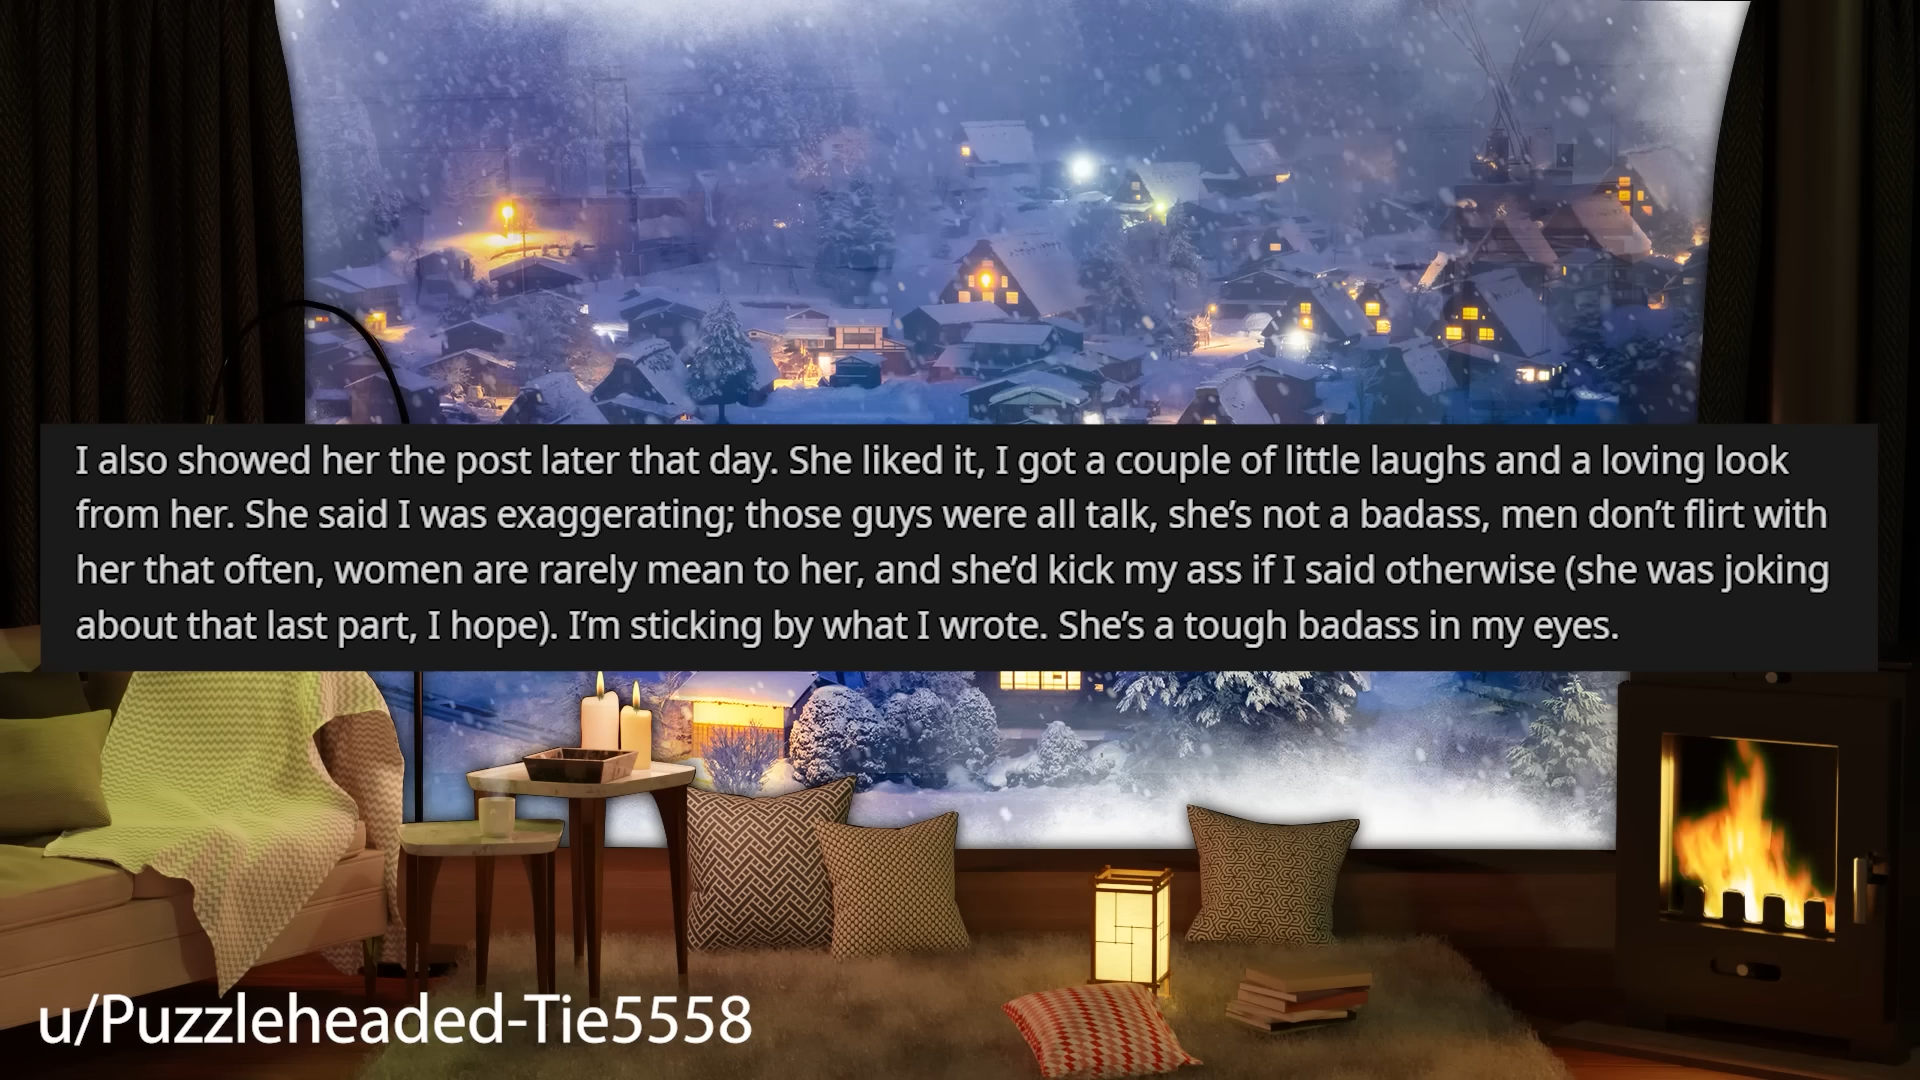 I also showed her the post later that day. She liked it, I got a couple of little laughs and a loving look
from her. She said I was exaggerating; those guys were all talk, she’s not a badass, men don’t flirt with
her that often, women are rarely mean to her, and she’d kick my ass if I said otherwise (she was joking
about that last part, I hope). I’m sticking by what I wrote. She’s a tough badass in my eyes.
u/Puzzleheaded-Tie5558